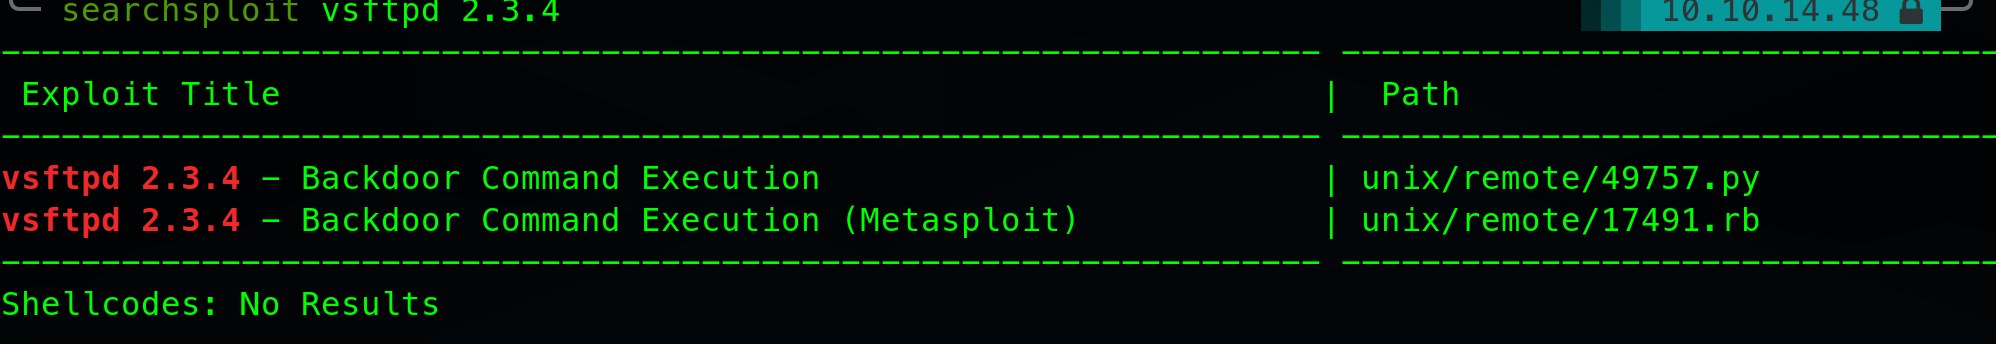 searchsploit vsftpd 2.3.4 10.10.14.48
Exploit Title | Path
vsftpd 2.3.4 - Backdoor Command Execution | unix/remote/49757.py
vsftpd 2.3.4 - Backdoor Command Execution (Metasploit) | unix/remote/17491.rb
Shellcodes: No Results